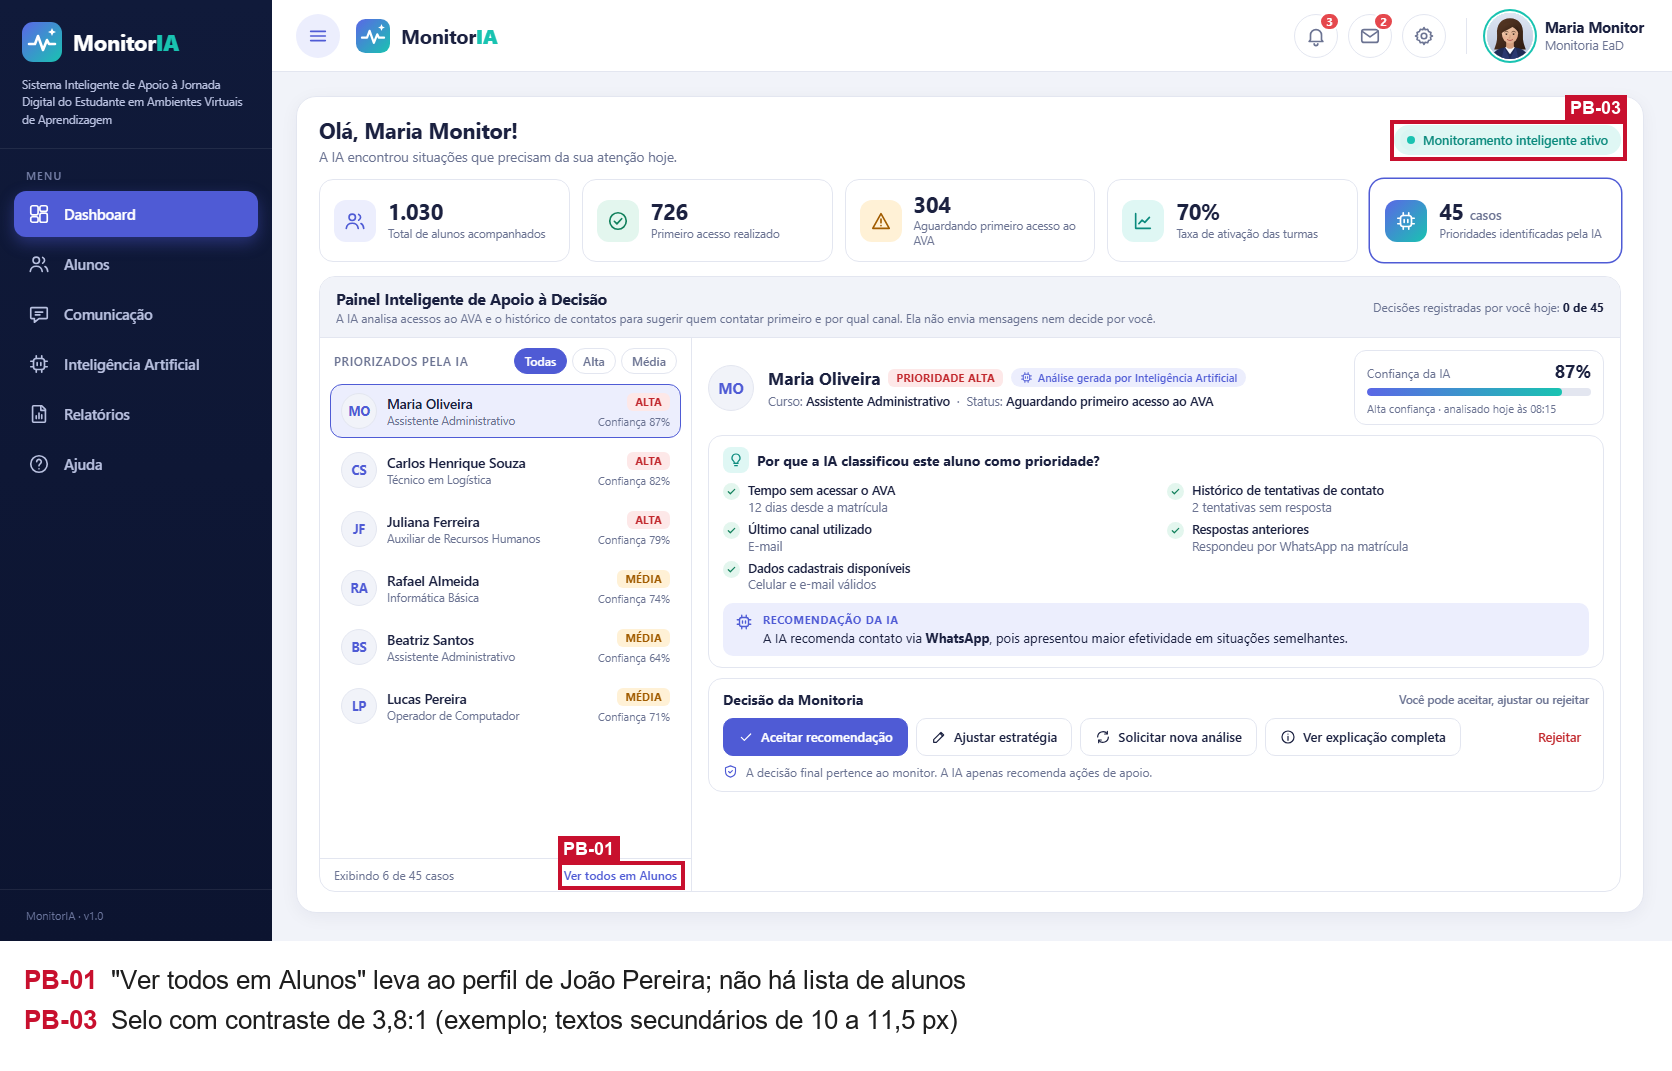 MonitorIA
Sistema Inteligente de Apoio à Jornada
Digital do Estudante em Ambientes Virtuais
de Aprendizagem
MENU
Dashboard
Alunos
Comunicação
Inteligência Artificial
Relatórios
Ajuda
MonitorIA · v1.0
MonitorIA
3
2
Maria Monitor
Monitoria EaD
Olá, Maria Monitor!
A IA encontrou situações que precisam da sua atenção hoje.
PB-03
Monitoramento inteligente ativo
1.030
Total de alunos acompanhados
726
Primeiro acesso realizado
304
Aguardando primeiro acesso ao
AVA
70%
Taxa de ativação das turmas
45 casos
Prioridades identificadas pela IA
Painel Inteligente de Apoio à Decisão
A IA analisa acessos ao AVA e o histórico de contatos para sugerir quem contatar primeiro e por qual canal. Ela não envia mensagens nem decide por você.
Decisões registradas por você hoje: 0 de 45
PRIORIZADOS PELA IA
Todas
Alta
Média
MO
Maria Oliveira
Assistente Administrativo
ALTA
Confiança 87%
CS
Carlos Henrique Souza
Técnico em Logística
ALTA
Confiança 82%
JF
Juliana Ferreira
Auxiliar de Recursos Humanos
ALTA
Confiança 79%
RA
Rafael Almeida
Informática Básica
MÉDIA
Confiança 74%
BS
Beatriz Santos
Assistente Administrativo
MÉDIA
Confiança 64%
LP
Lucas Pereira
Operador de Computador
MÉDIA
Confiança 71%
PB-01
Exibindo 6 de 45 casos
Ver todos em Alunos
MO
Maria Oliveira
PRIORIDADE ALTA
Análise gerada por Inteligência Artificial
Curso: Assistente Administrativo · Status: Aguardando primeiro acesso ao AVA
Confiança da IA
87%
Alta confiança · analisado hoje às 08:15
Por que a IA classificou este aluno como prioridade?
Tempo sem acessar o AVA
12 dias desde a matrícula
Histórico de tentativas de contato
2 tentativas sem resposta
Último canal utilizado
E-mail
Respostas anteriores
Respondeu por WhatsApp na matrícula
Dados cadastrais disponíveis
Celular e e-mail válidos
RECOMENDAÇÃO DA IA
A IA recomenda contato via WhatsApp, pois apresentou maior efetividade em situações semelhantes.
Decisão da Monitoria
Você pode aceitar, ajustar ou rejeitar
Aceitar recomendação
Ajustar estratégia
Solicitar nova análise
Ver explicação completa
Rejeitar
A decisão final pertence ao monitor. A IA apenas recomenda ações de apoio.
PB-01 "Ver todos em Alunos" leva ao perfil de João Pereira; não há lista de alunos
PB-03 Selo com contraste de 3,8:1 (exemplo; textos secundários de 10 a 11,5 px)